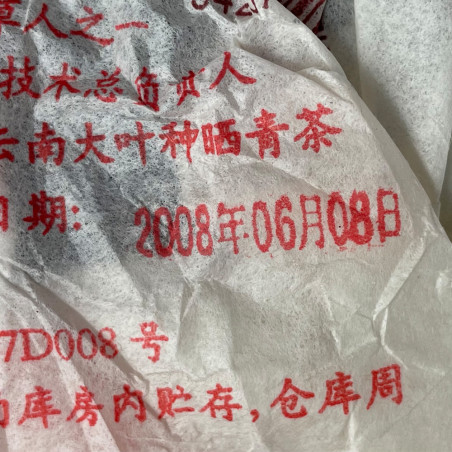 草人之一
技术总负责人
云南大叶种晒青茶
日期: 2008年06月08日
7D008号
的库房内贮存,仓库周